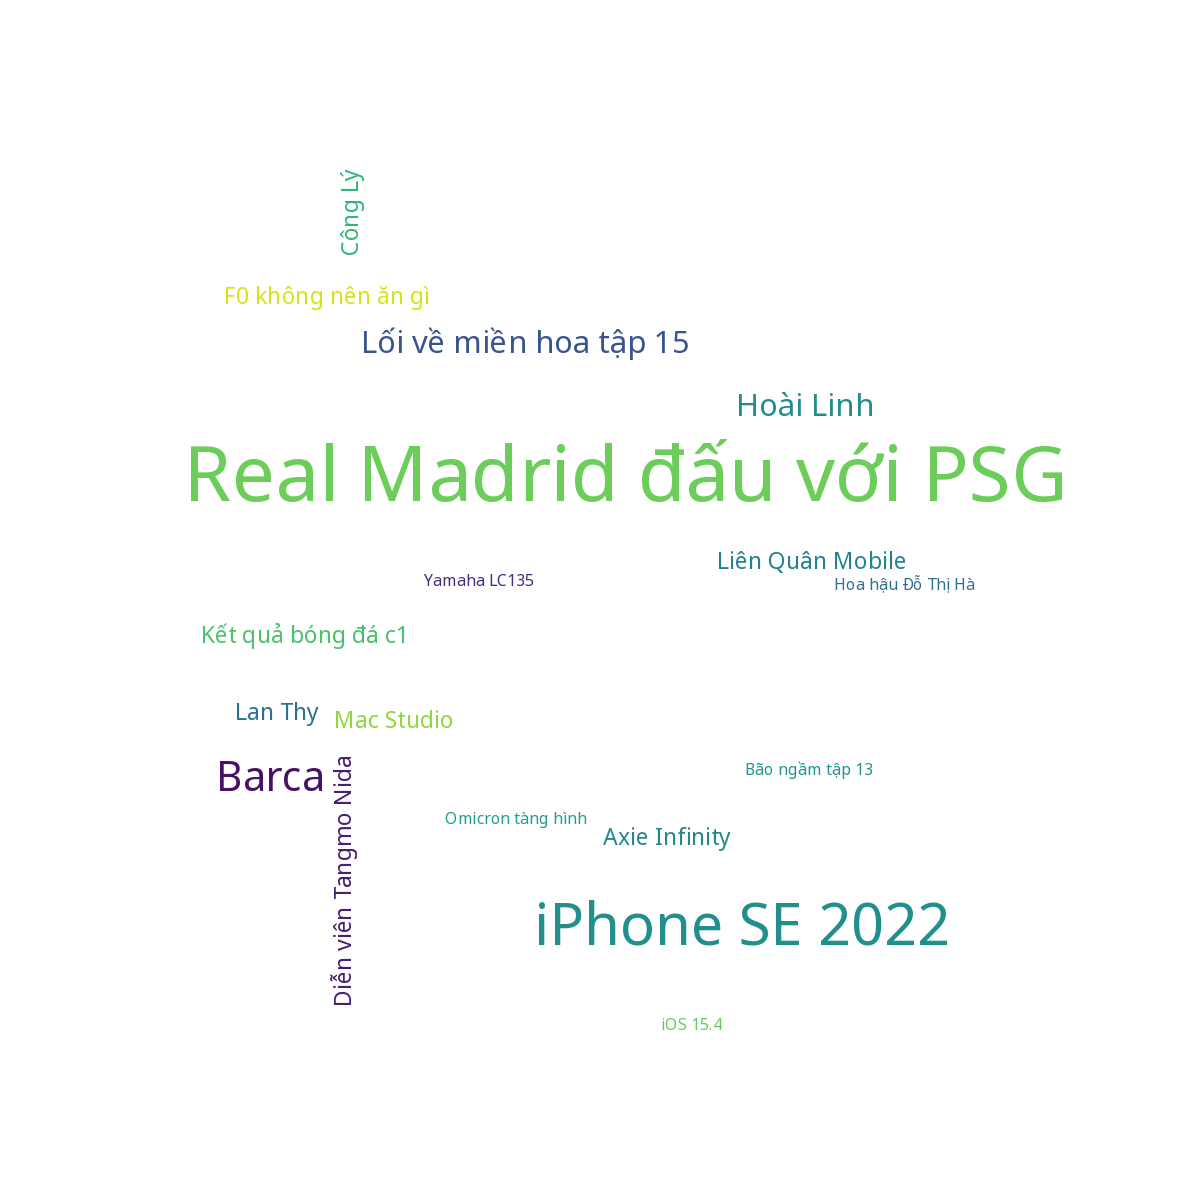 Công Lý
F0 không nên ăn gì
Lối về miền hoa tập 15
Hoài Linh
Real Madrid đấu với PSG
Liên Quân Mobile
Yamaha LC135
Hoa hậu Đỗ Thị Hà
Kết quả bóng đá c1
Lan Thy
Mac Studio
Barca
Diễn viên Tangmo Nida
Bão ngầm tập 13
Omicron tàng hình
Axie Infinity
iPhone SE 2022
iOS 15.4